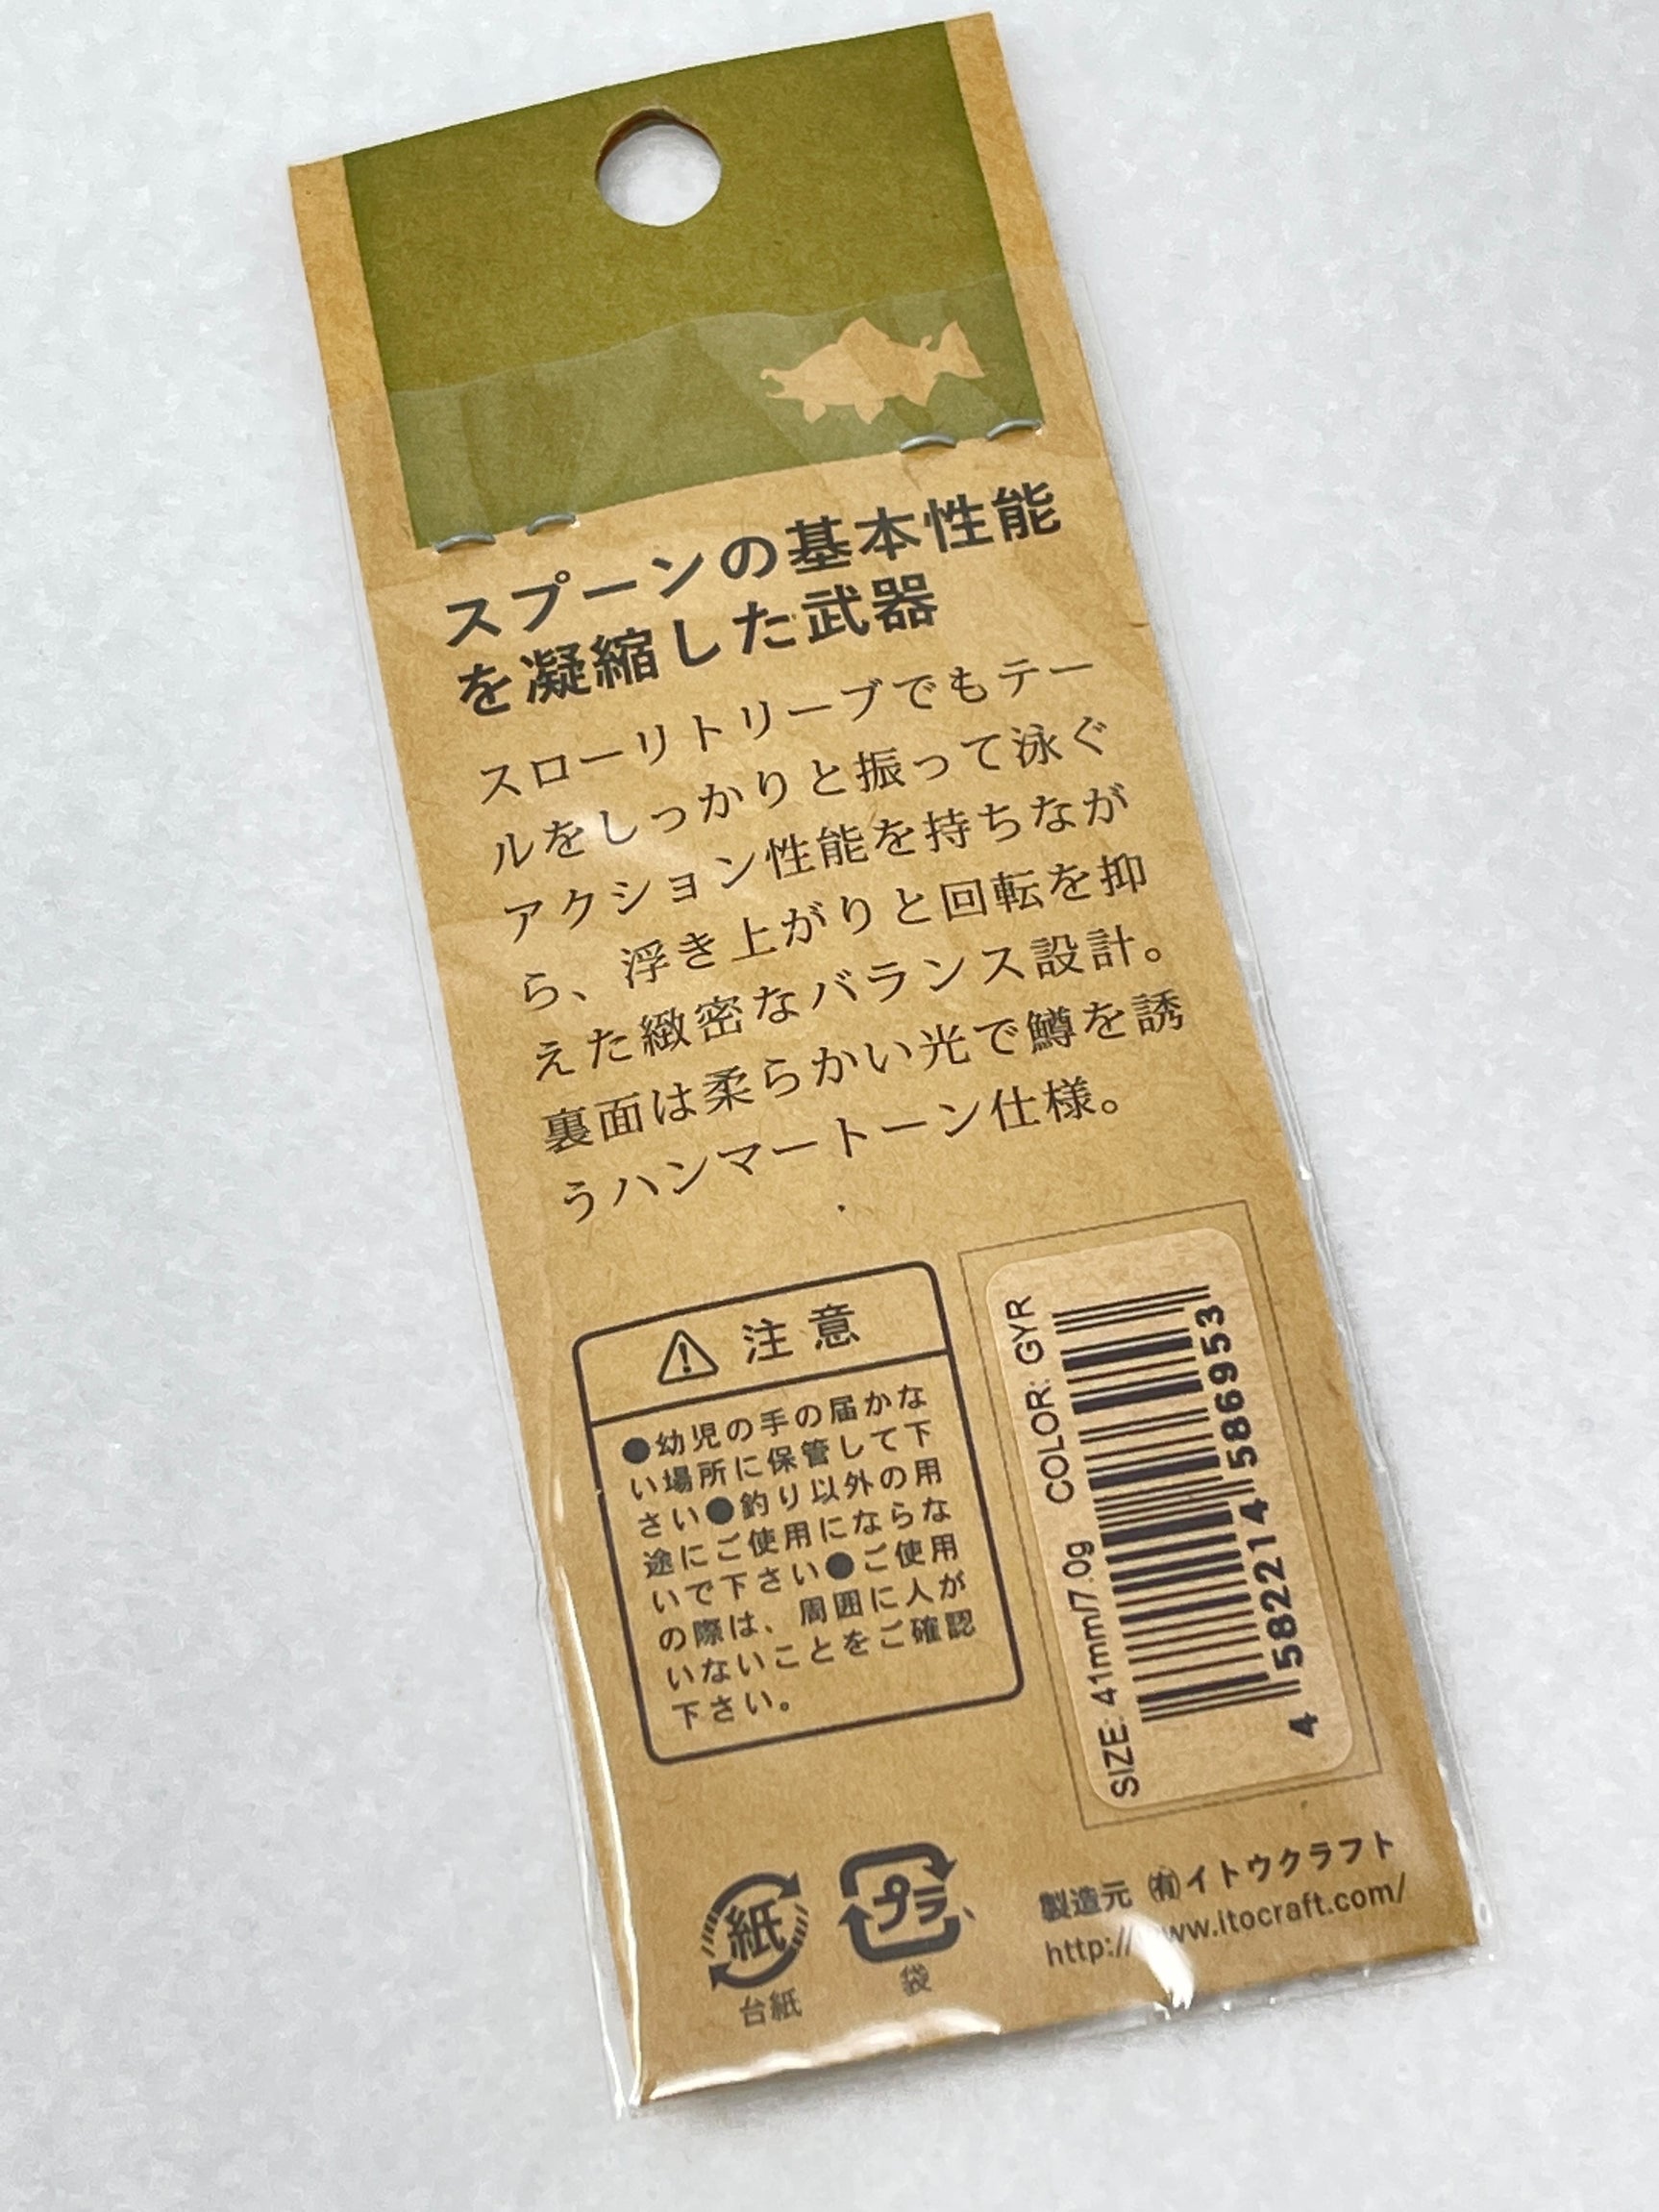 スプーンの基本性能
を凝縮した武器
スローリトリーブでもテー
ルをしっかりと振って泳ぐ
アクション性能を持ちなが
ら、浮き上がりと回転を抑
えた緻密なバランス設計。
裏面は柔らかい光で鱒を誘
うハンマートーン仕様。
注意
●幼児の手の届かな
い場所に保管して下
さい●釣り以外の用
途にご使用にならな
いで下さい●ご使用
の際は、周囲に人が
いないことをご確認
下さい。
SIZE: 41mm/7.0g COLOR: GYR
4 582214 586953
紙
台紙
プラ
袋
製造元 ㈲イトウクラフト
http://www.itocraft.com/